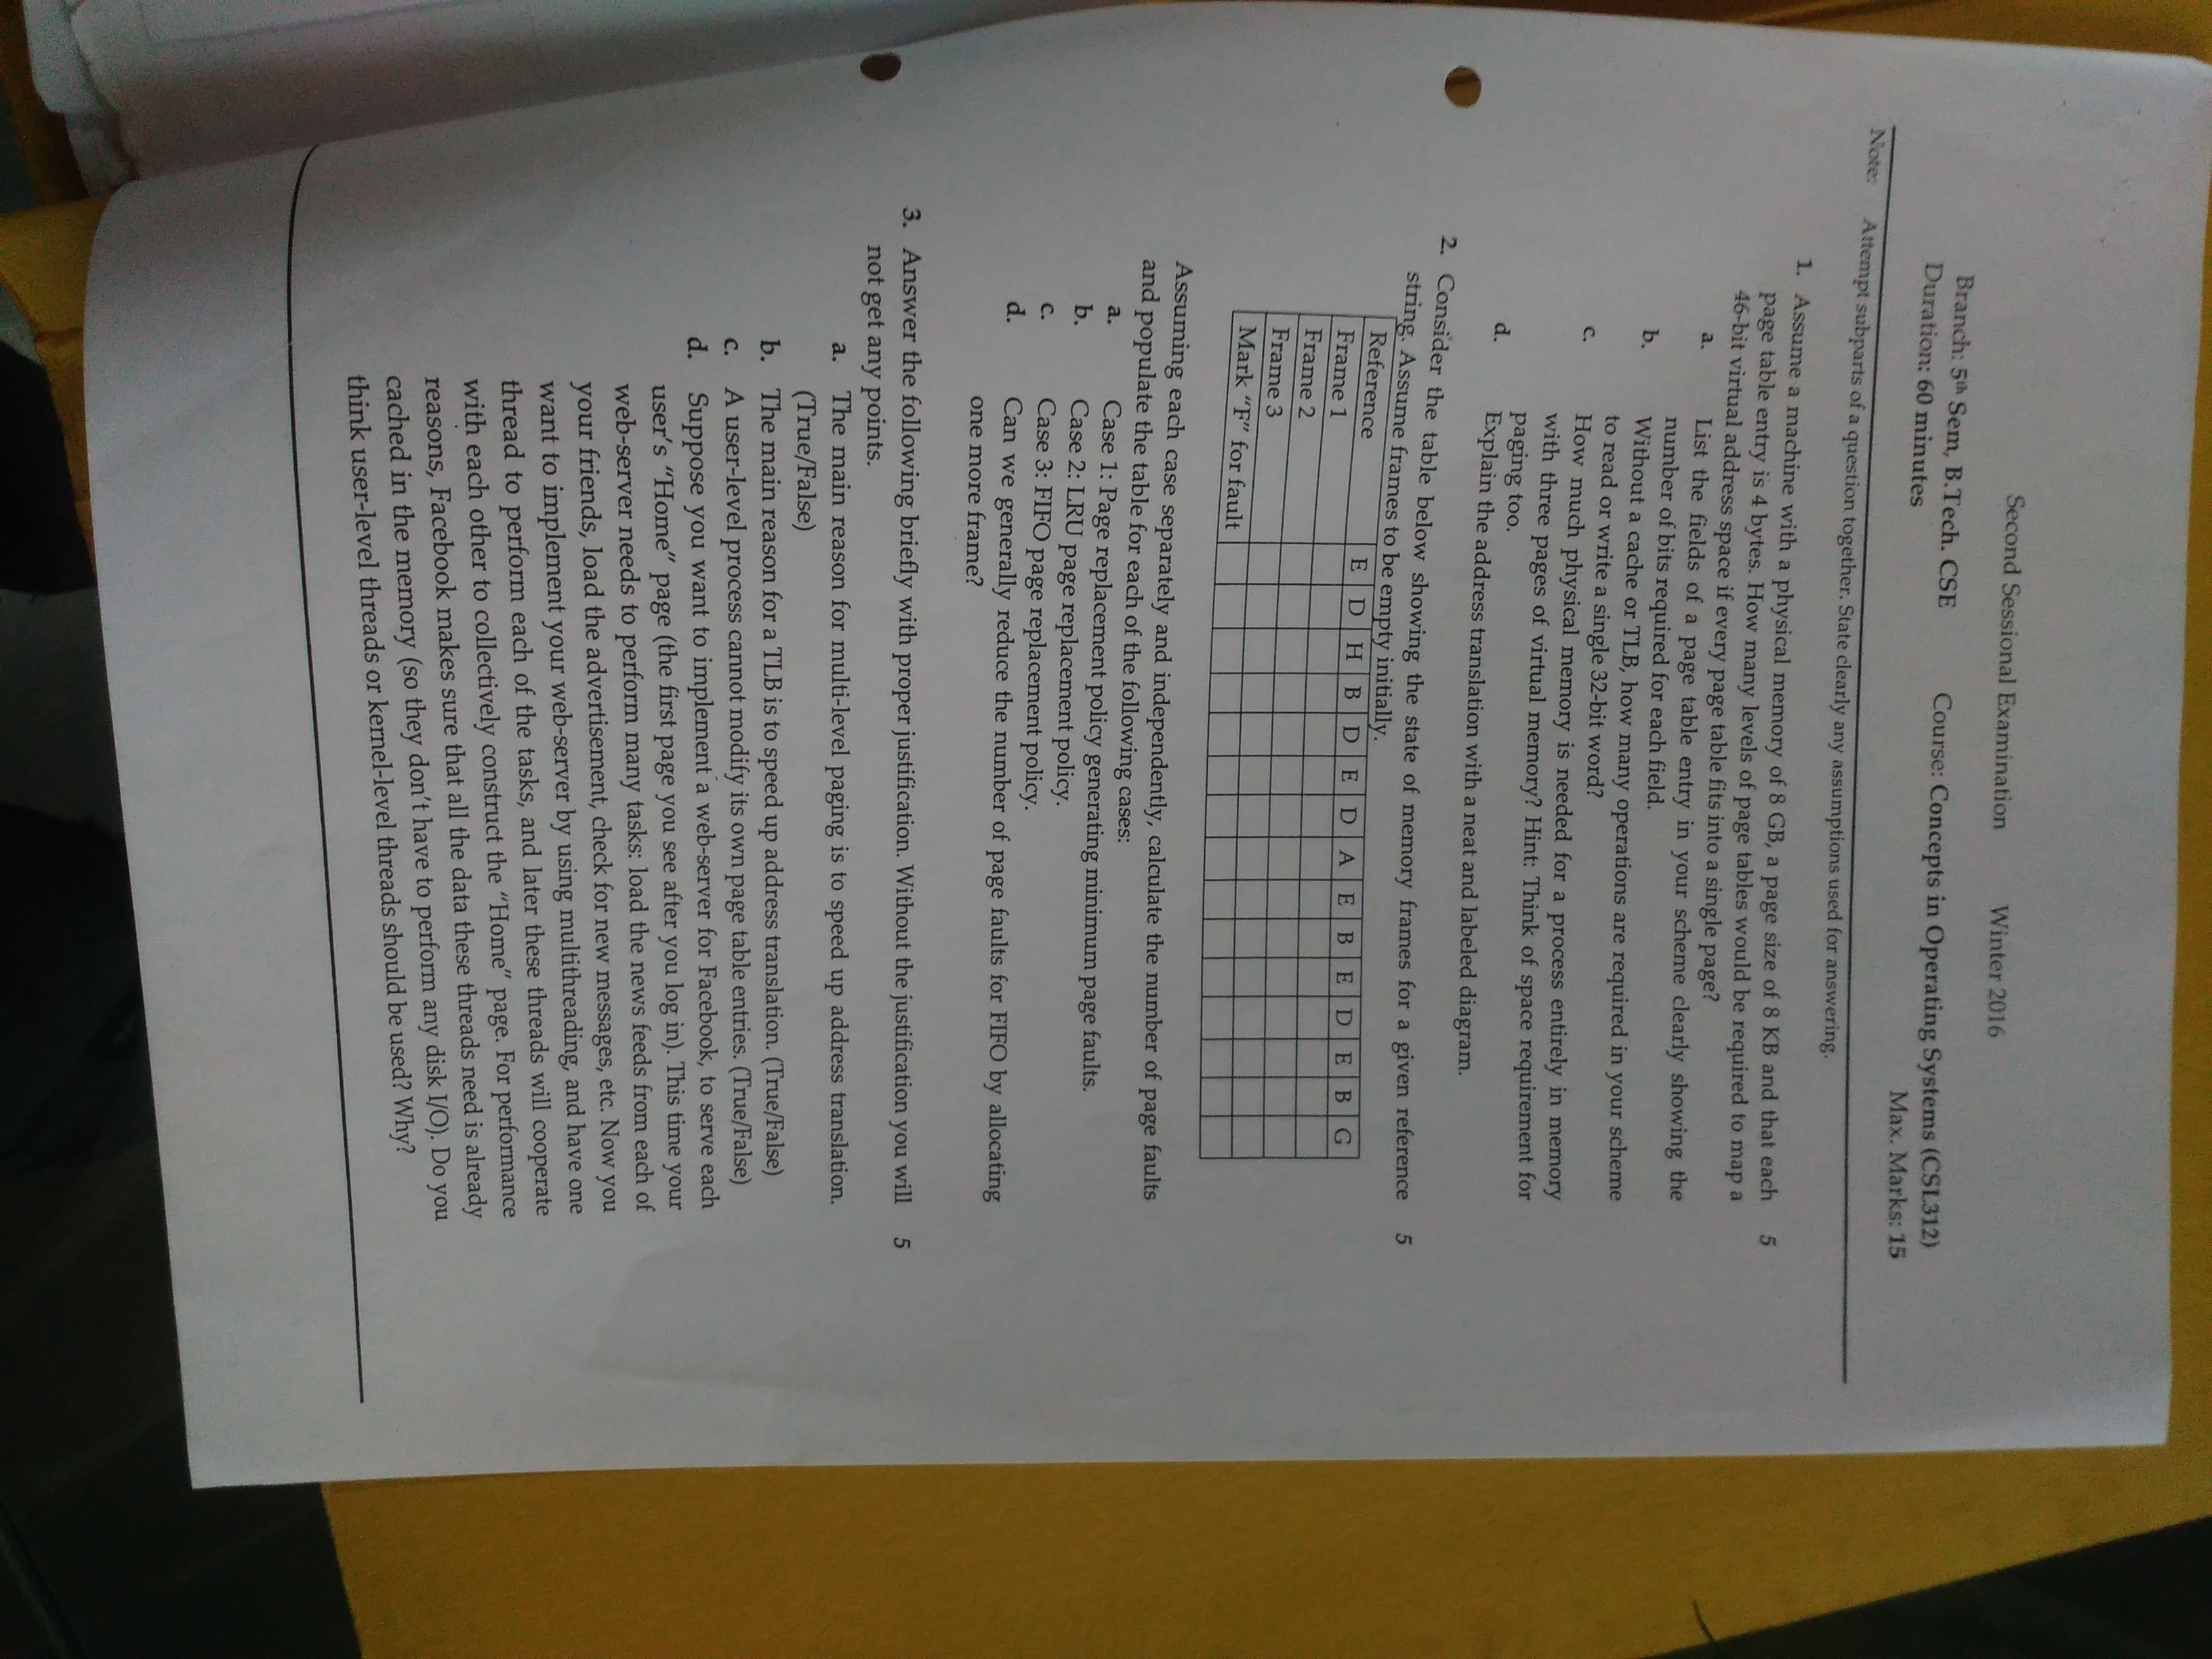 Second Sessional Examination Winter 2016
Branch: 5th Sem, B.Tech. CSE Course: Concepts in Operating Systems (CSL312)
Duration: 60 minutes Max. Marks: 15
Note: Attempt subparts of a question together. State clearly any assumptions used for answering.
1. Assume a machine with a physical memory of 8 GB, a page size of 8 KB and that each 5
page table entry is 4 bytes. How many levels of page tables would be required to map a
46-bit virtual address space if every page table fits into a single page?
a. List the fields of a page table entry in your scheme clearly showing the
number of bits required for each field.
b. Without a cache or TLB, how many operations are required in your scheme
to read or write a single 32-bit word?
c. How much physical memory is needed for a process entirely in memory
with three pages of virtual memory? Hint: Think of space requirement for
paging too.
d. Explain the address translation with a neat and labeled diagram.
2. Consider the table below showing the state of memory frames for a given reference 5
string. Assume frames to be empty initially.
Reference E D H B D E D A E B E D E B G
Frame 1
Frame 2
Frame 3
Mark “F” for fault
Assuming each case separately and independently, calculate the number of page faults
and populate the table for each of the following cases:
a. Case 1: Page replacement policy generating minimum page faults.
b. Case 2: LRU page replacement policy.
c. Case 3: FIFO page replacement policy.
d. Can we generally reduce the number of page faults for FIFO by allocating
one more frame?
3. Answer the following briefly with proper justification. Without the justification you will 5
not get any points.
a. The main reason for multi-level paging is to speed up address translation.
(True/False)
b. The main reason for a TLB is to speed up address translation. (True/False)
c. A user-level process cannot modify its own page table entries. (True/False)
d. Suppose you want to implement a web-server for Facebook, to serve each
user’s “Home” page (the first page you see after you log in). This time your
web-server needs to perform many tasks: load the news feeds from each of
your friends, load the advertisement, check for new messages, etc. Now you
want to implement your web-server by using multithreading, and have one
thread to perform each of the tasks, and later these threads will cooperate
with each other to collectively construct the “Home” page. For performance
reasons, Facebook makes sure that all the data these threads need is already
cached in the memory (so they don’t have to perform any disk I/O). Do you
think user-level threads or kernel-level threads should be used? Why?